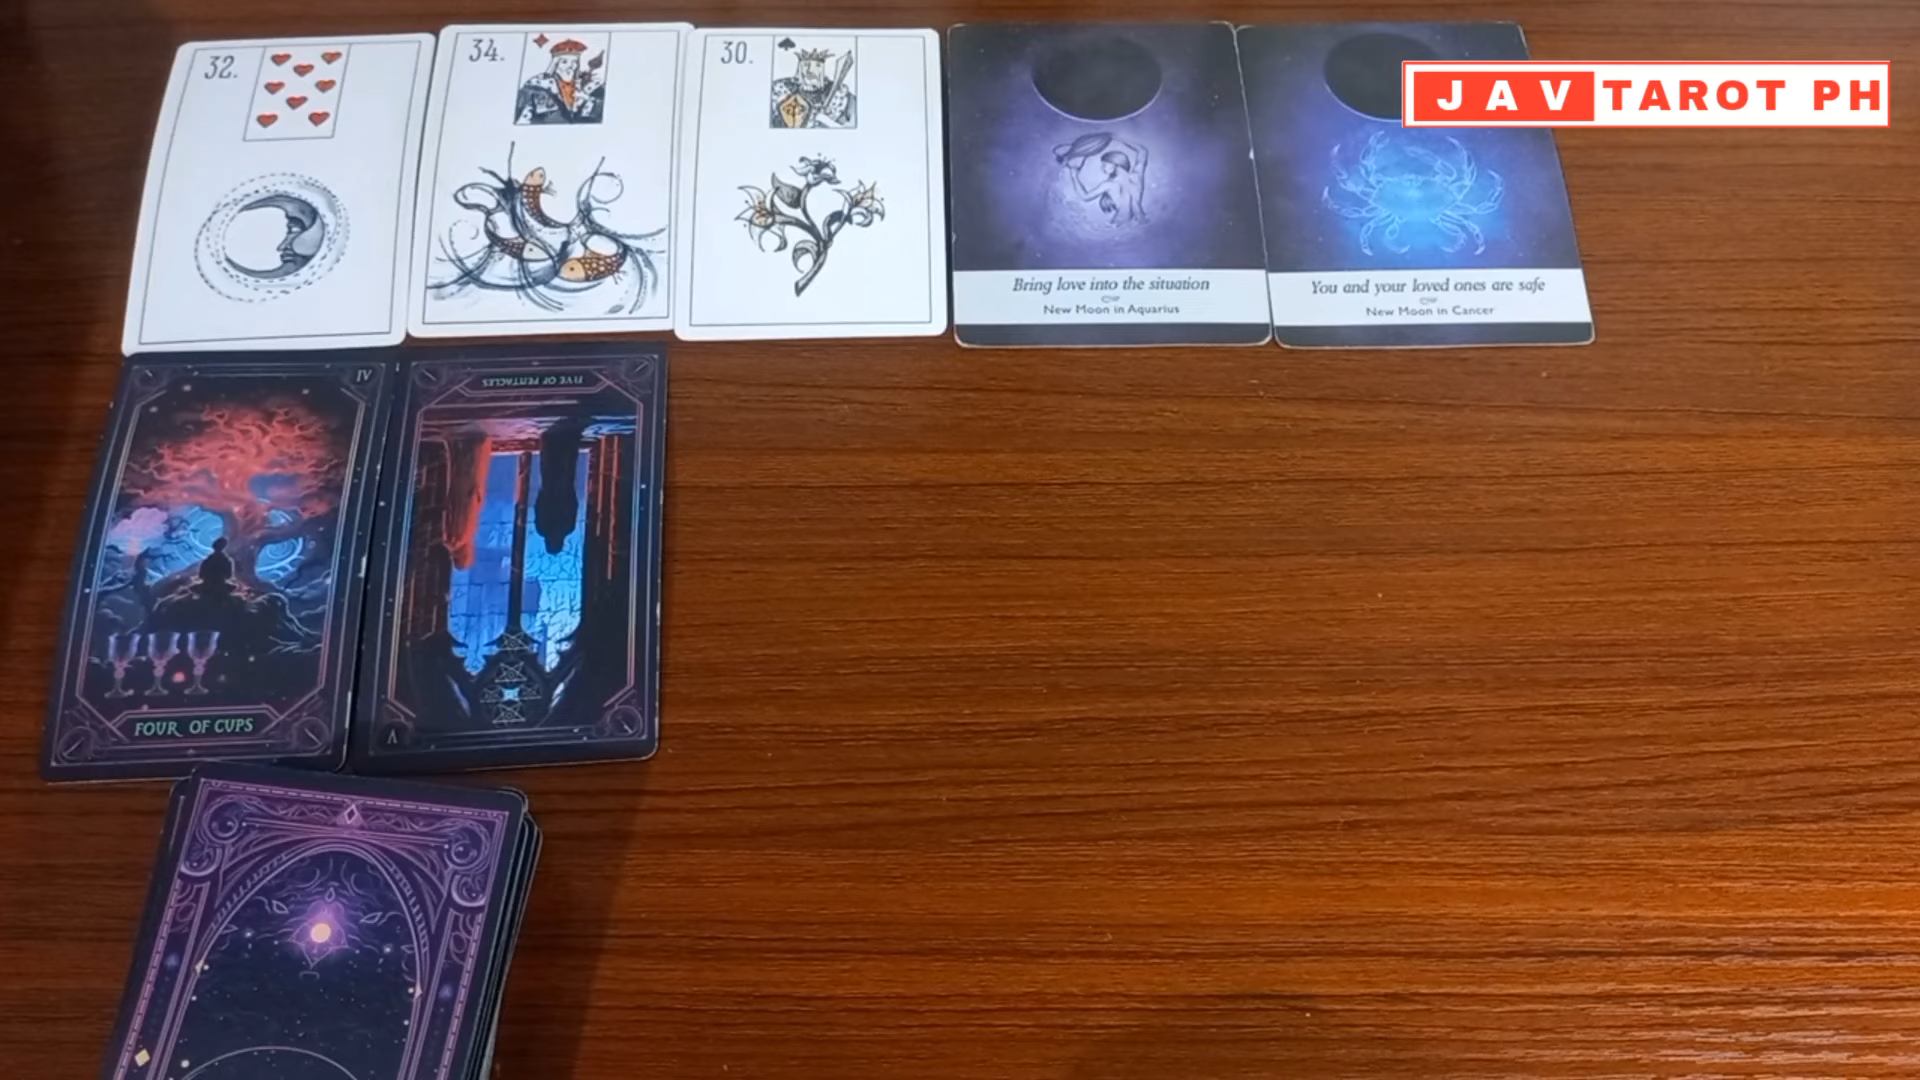 32.
34.
30.
JAV TAROT PH
Bring love into the situation
New Moon in Aquarius
You and your loved ones are safe
New Moon in Cancer
IV
FIVE OF PENTACLES
FOUR OF CUPS
V